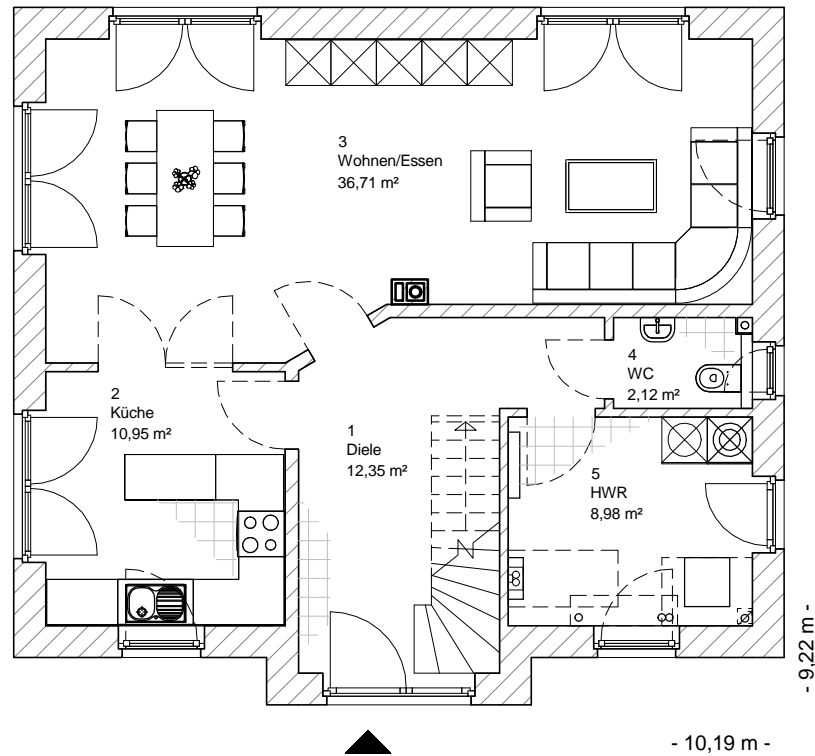 3
Wohnen/Essen
36,71 m²
4
WC
2,12 m²
2
Küche
10,95 m²
1
Diele
12,35 m²
5
HWR
8,98 m²
- 9,22 m -
- 10,19 m -